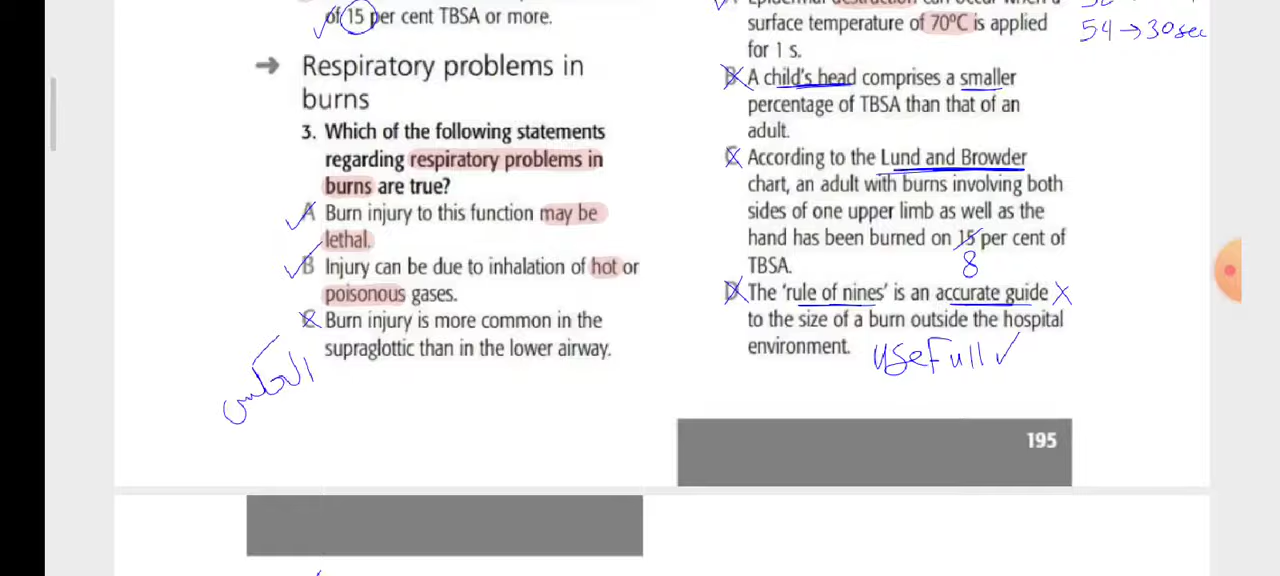 of 15 per cent TBSA or more.
→ Respiratory problems in
burns
3. Which of the following statements
regarding respiratory problems in
burns are true?
A Burn injury to this function may be
lethal.
B Injury can be due to inhalation of hot or
poisonous gases.
C Burn injury is more common in the
supraglottic than in the lower airway.
العكس
surface temperature of 70ºC is applied
for 1 s.
54 → 30 sec
B A child's head comprises a smaller
percentage of TBSA than that of an
adult.
C According to the Lund and Browder
chart, an adult with burns involving both
sides of one upper limb as well as the
hand has been burned on 15 per cent of
8
TBSA.
D The 'rule of nines' is an accurate guide
to the size of a burn outside the hospital
environment.
usefull ✓
195